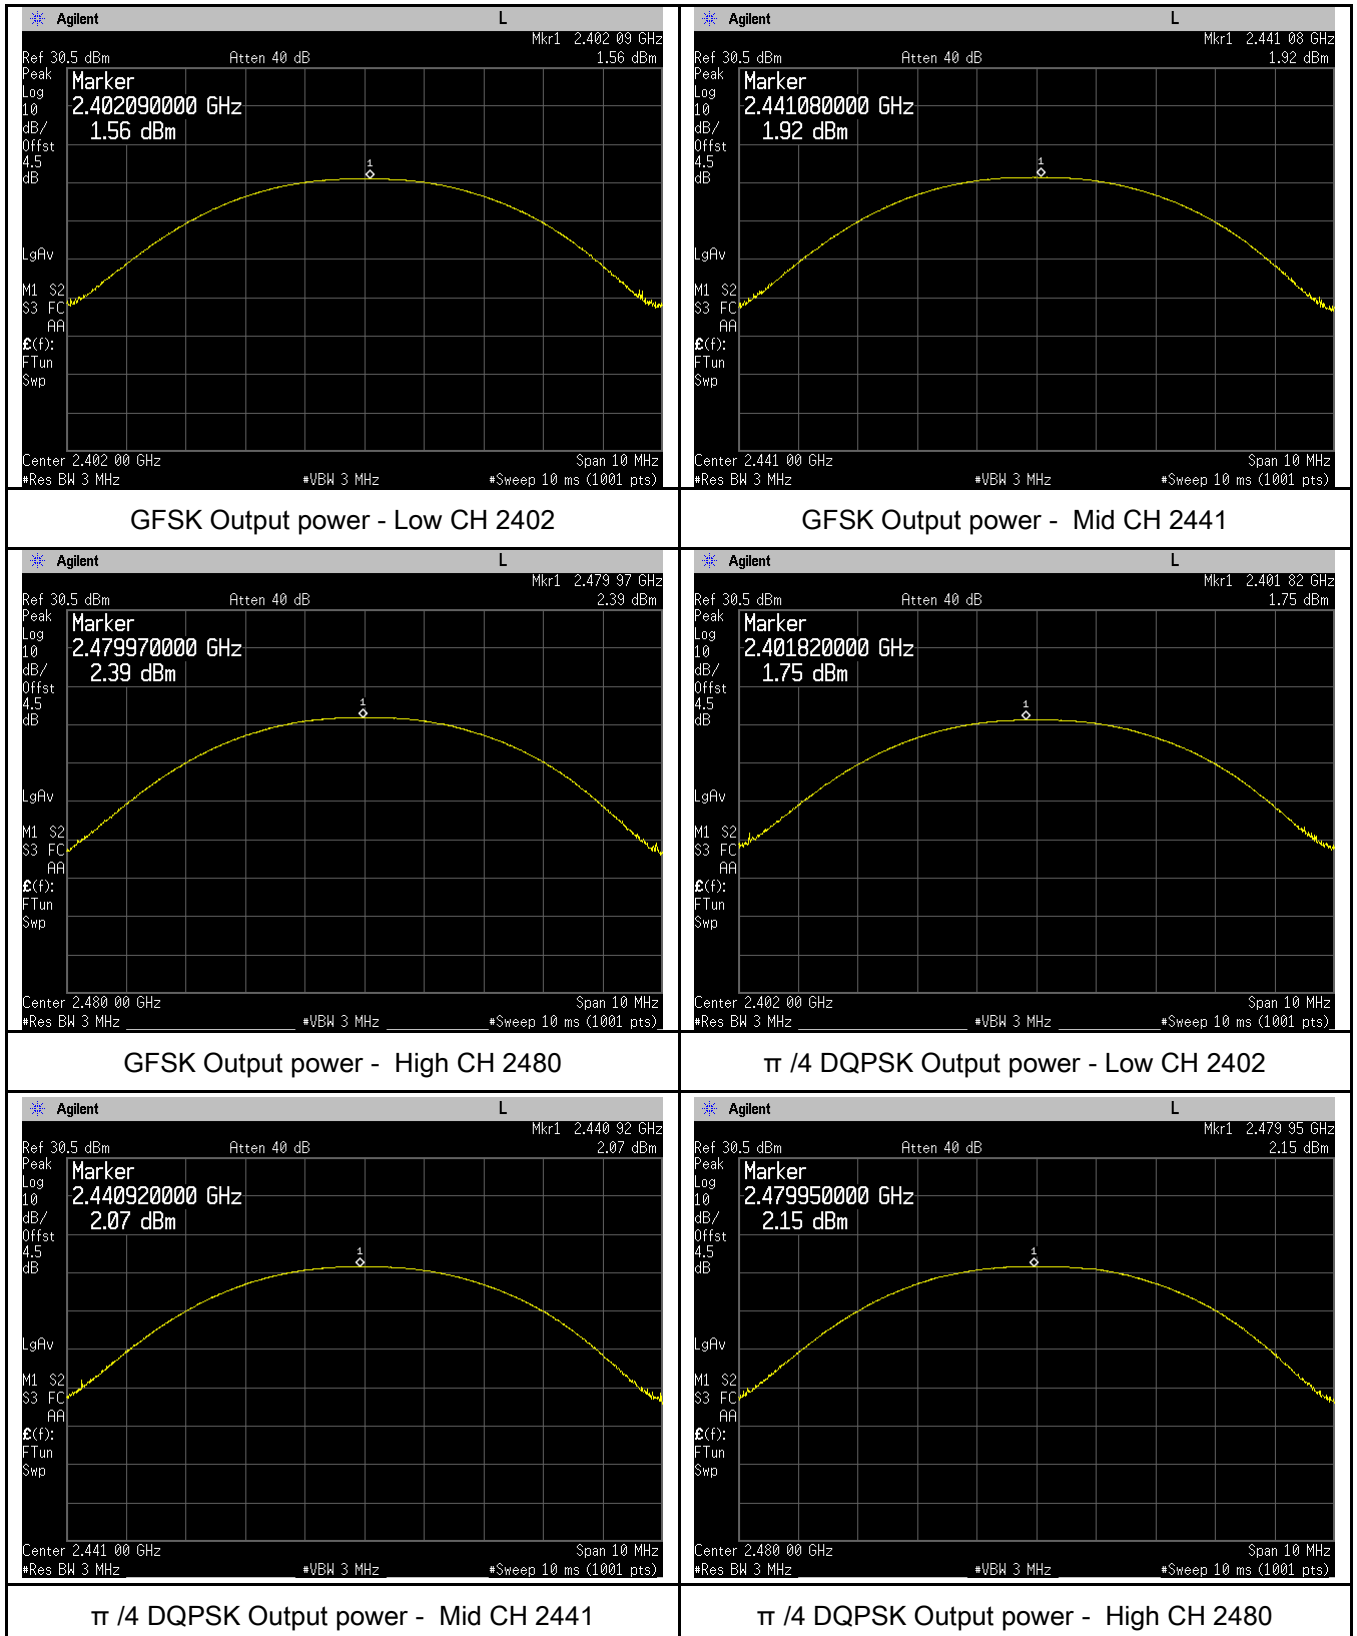 Agilent L
Mkr1 2.402 09 GHz
Ref 30.5 dBm Atten 40 dB 1.56 dBm
Peak
Log
10
dB/
Offst
4.5
dB
Marker
2.402090000 GHz
1.56 dBm
1
LgAv
M1 S2
S3 FC
AA
£(f):
FTun
Swp
Center 2.402 00 GHz Span 10 MHz
#Res BW 3 MHz #VBW 3 MHz #Sweep 10 ms (1001 pts)
GFSK Output power - Low CH 2402
Agilent L
Mkr1 2.441 08 GHz
Ref 30.5 dBm Atten 40 dB 1.92 dBm
Peak
Log
10
dB/
Offst
4.5
dB
Marker
2.441080000 GHz
1.92 dBm
1
LgAv
M1 S2
S3 FC
AA
£(f):
FTun
Swp
Center 2.441 00 GHz Span 10 MHz
#Res BW 3 MHz #VBW 3 MHz #Sweep 10 ms (1001 pts)
GFSK Output power - Mid CH 2441
Agilent L
Mkr1 2.479 97 GHz
Ref 30.5 dBm Atten 40 dB 2.39 dBm
Peak
Log
10
dB/
Offst
4.5
dB
Marker
2.479970000 GHz
2.39 dBm
1
LgAv
M1 S2
S3 FC
AA
£(f):
FTun
Swp
Center 2.480 00 GHz Span 10 MHz
#Res BW 3 MHz #VBW 3 MHz #Sweep 10 ms (1001 pts)
GFSK Output power - High CH 2480
Agilent L
Mkr1 2.401 82 GHz
Ref 30.5 dBm Atten 40 dB 1.75 dBm
Peak
Log
10
dB/
Offst
4.5
dB
Marker
2.401820000 GHz
1.75 dBm
1
LgAv
M1 S2
S3 FC
AA
£(f):
FTun
Swp
Center 2.402 00 GHz Span 10 MHz
#Res BW 3 MHz #VBW 3 MHz #Sweep 10 ms (1001 pts)
π /4 DQPSK Output power - Low CH 2402
Agilent L
Mkr1 2.440 92 GHz
Ref 30.5 dBm Atten 40 dB 2.07 dBm
Peak
Log
10
dB/
Offst
4.5
dB
Marker
2.440920000 GHz
2.07 dBm
1
LgAv
M1 S2
S3 FC
AA
£(f):
FTun
Swp
Center 2.441 00 GHz Span 10 MHz
#Res BW 3 MHz #VBW 3 MHz #Sweep 10 ms (1001 pts)
π /4 DQPSK Output power - Mid CH 2441
Agilent L
Mkr1 2.479 95 GHz
Ref 30.5 dBm Atten 40 dB 2.15 dBm
Peak
Log
10
dB/
Offst
4.5
dB
Marker
2.479950000 GHz
2.15 dBm
1
LgAv
M1 S2
S3 FC
AA
£(f):
FTun
Swp
Center 2.480 00 GHz Span 10 MHz
#Res BW 3 MHz #VBW 3 MHz #Sweep 10 ms (1001 pts)
π /4 DQPSK Output power - High CH 2480